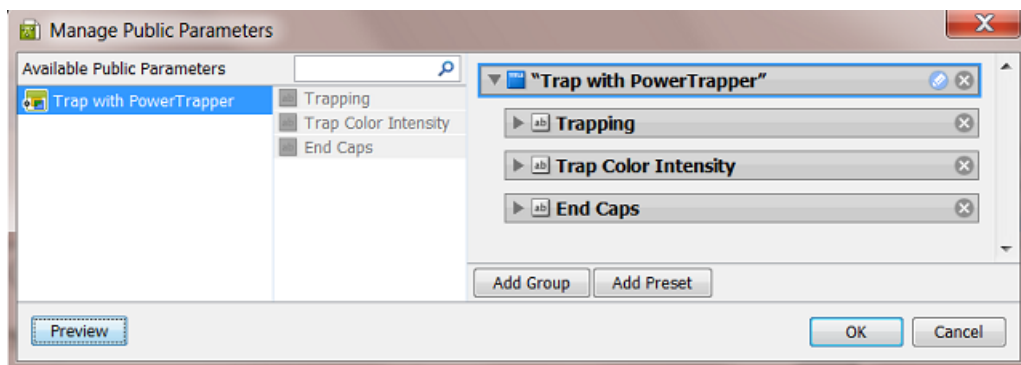 Manage Public Parameters
Available Public Parameters
Trap with PowerTrapper
Trapping
Trap Color Intensity
End Caps
"Trap with PowerTrapper"
Trapping
Trap Color Intensity
End Caps
Add Group
Add Preset
Preview
OK
Cancel